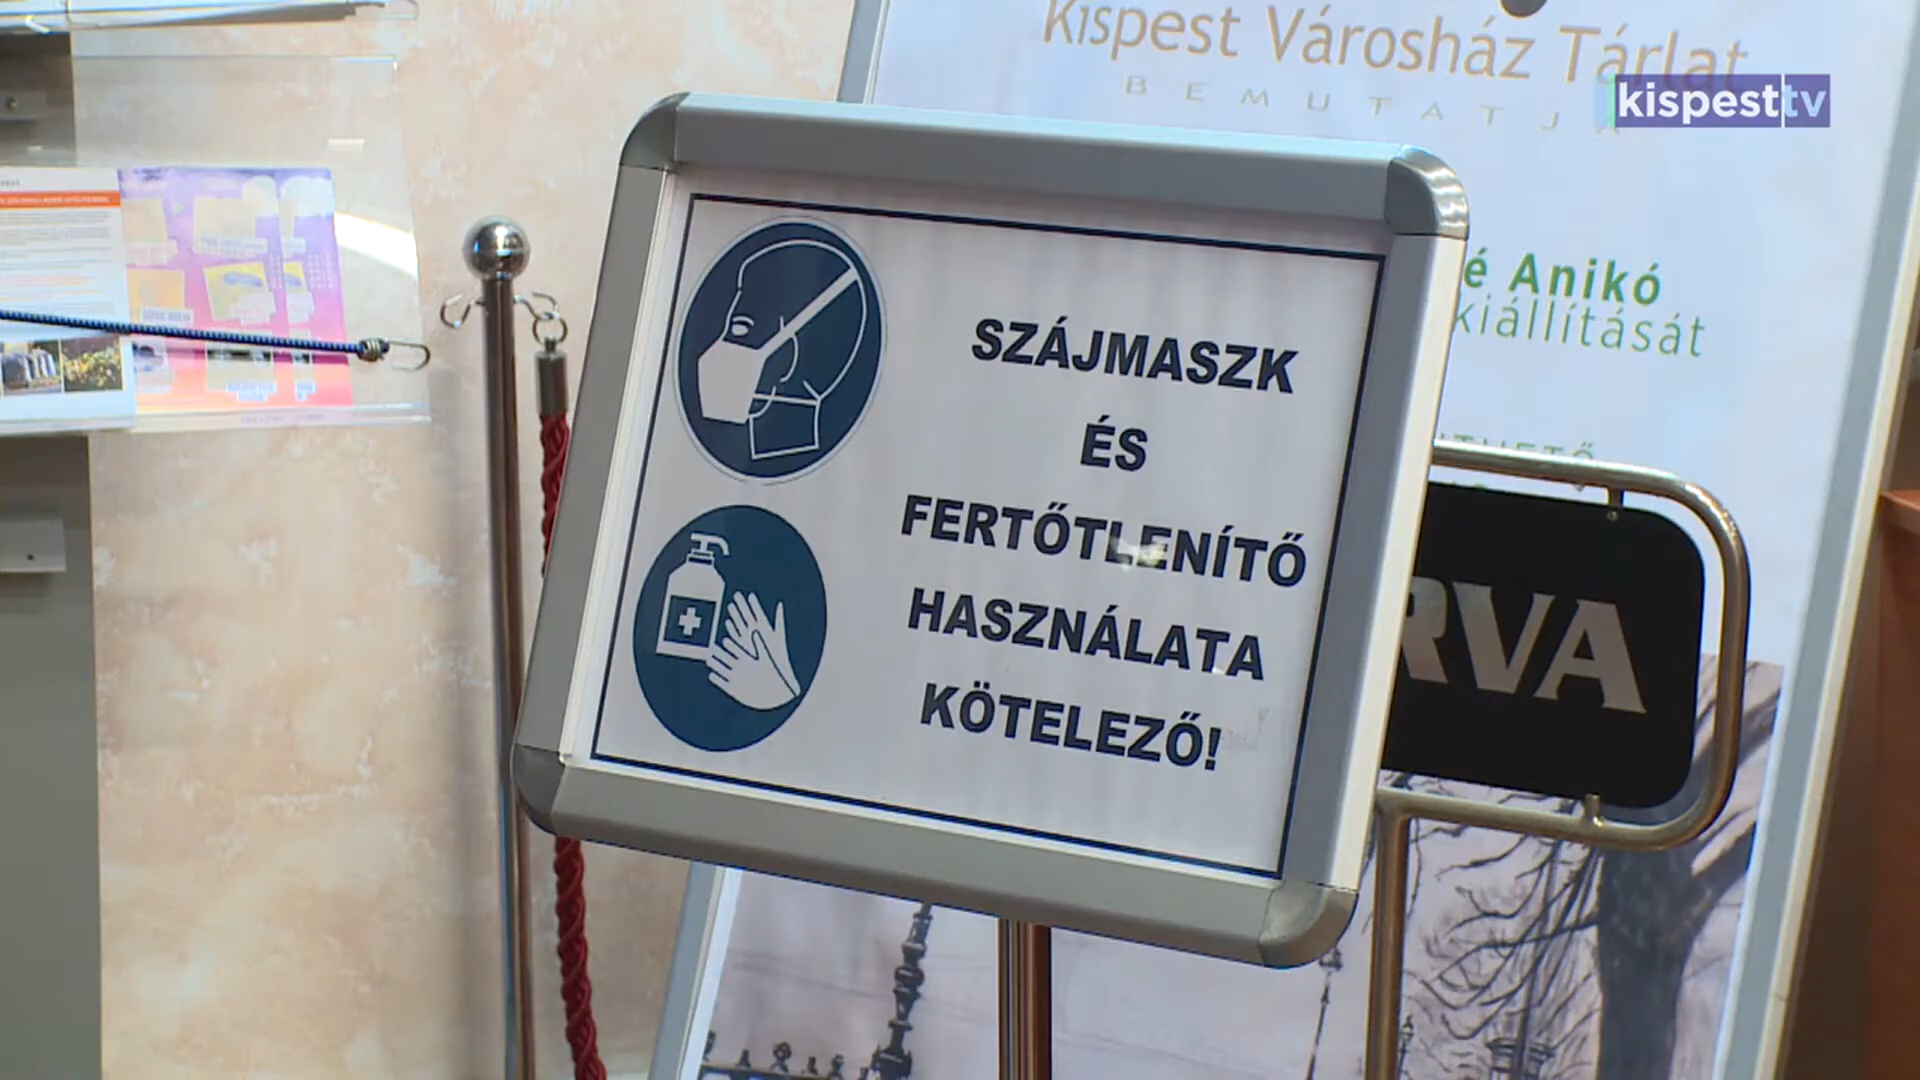 Kispest Városház Tárlat
BEMUTATJA
kispesttv
é Anikó
kiállítását
SZÁJMASZK
ÉS
FERTŐTLENÍTŐ
HASZNÁLATA
KÖTELEZŐ!
RVA